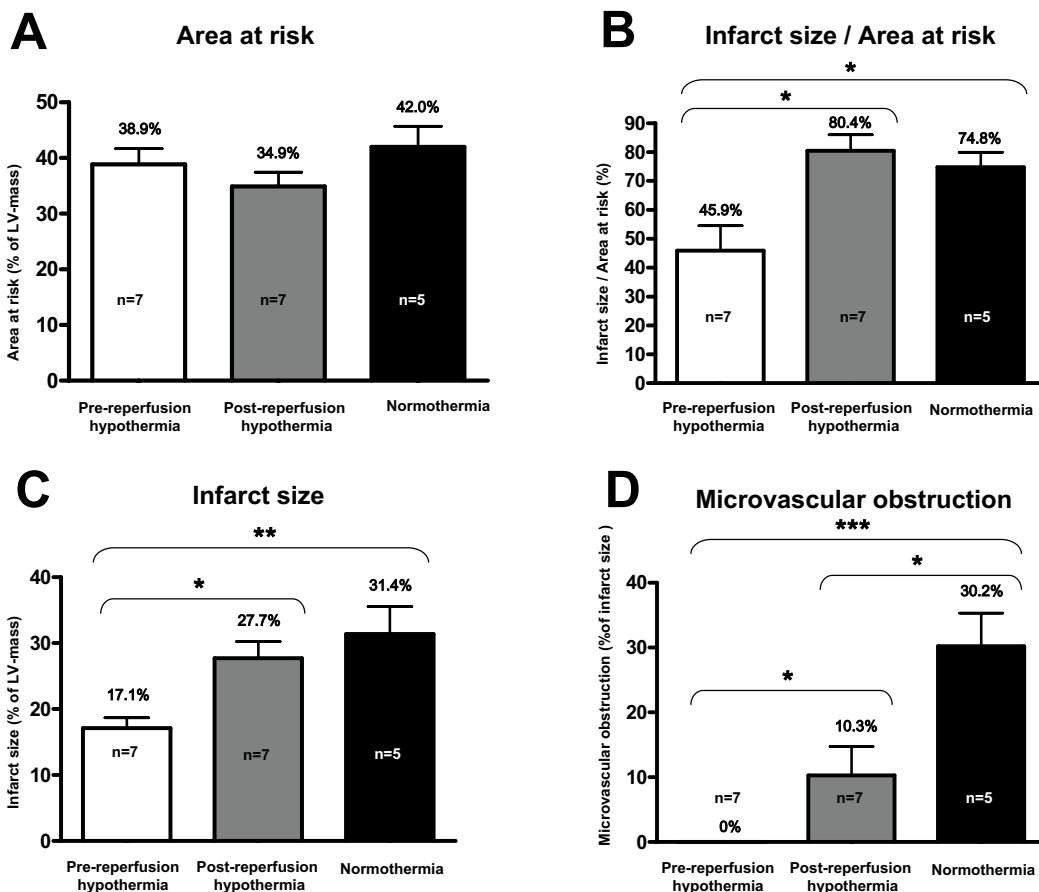 A
Area at risk
Area at risk (% of LV-mass)
50
40
30
20
10
0
38.9%
34.9%
42.0%
n=7
n=7
n=5
Pre-reperfusion
hypothermia
Post-reperfusion
hypothermia
Normothermia
B
Infarct size / Area at risk
*
*
Infarct size / Area at risk (%)
90
80
70
60
50
40
30
20
10
0
45.9%
80.4%
74.8%
n=7
n=7
n=5
Pre-reperfusion
hypothermia
Post-reperfusion
hypothermia
Normothermia
C
Infarct size
**
*
Infarct size (% of LV-mass)
40
30
20
10
0
17.1%
27.7%
31.4%
n=7
n=7
n=5
Pre-reperfusion
hypothermia
Post-reperfusion
hypothermia
Normothermia
D
Microvascular obstruction
***
*
*
Microvascular obstruction (%of infarct size )
40
30
20
10
0
n=7
0%
10.3%
n=7
30.2%
n=5
Pre-reperfusion
hypothermia
Post-reperfusion
hypothermia
Normothermia